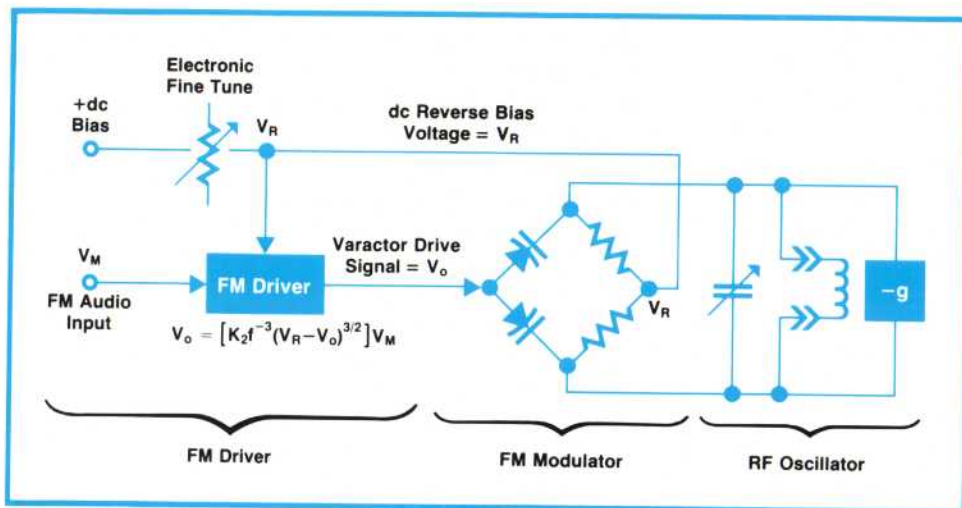 Electronic
Fine Tune
+dc
Bias
V_R
dc Reverse Bias
Voltage = V_R
V_M
FM Audio
Input
FM Driver
Varactor Drive
Signal = V_o
V_o = [K_2f^{-3}(V_R−V_o)^{3/2}]V_M
V_R
-g
FM Driver
FM Modulator
RF Oscillator